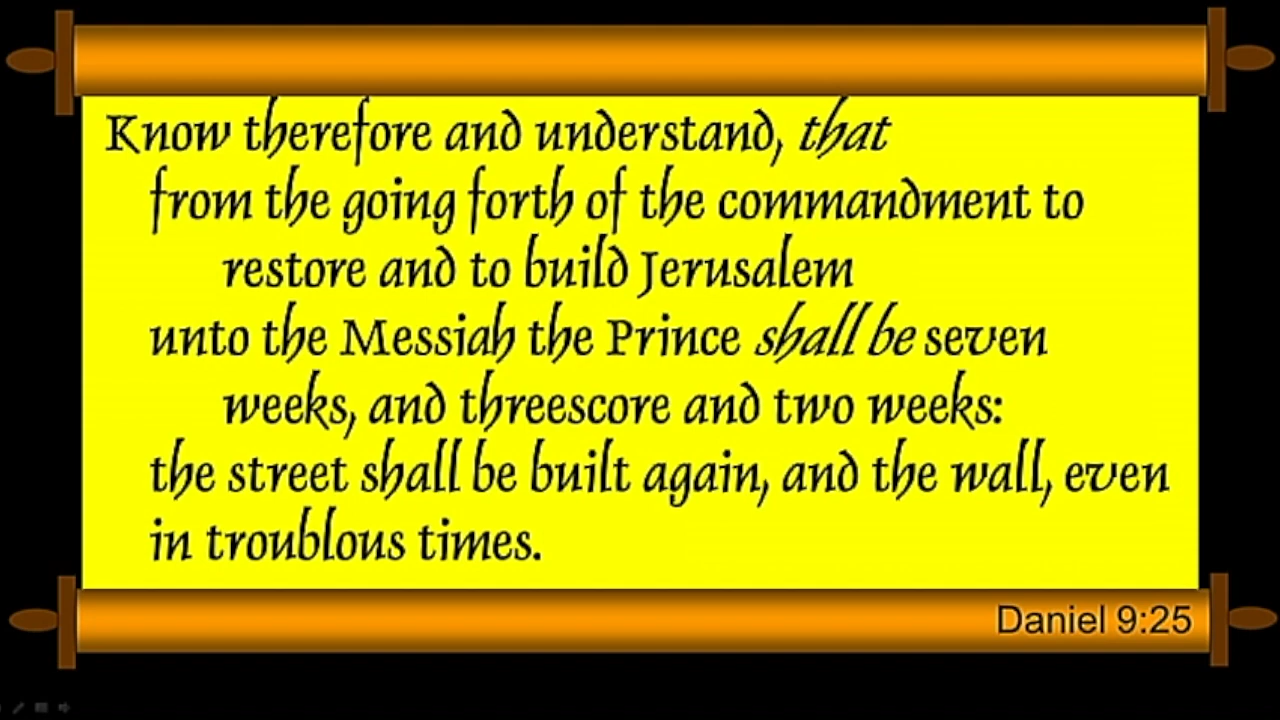 Know therefore and understand, that
from the going forth of the commandment to
restore and to build Jerusalem
unto the Messiah the Prince shall be seven
weeks, and threescore and two weeks:
the street shall be built again, and the wall, even
in troublous times.
Daniel 9:25